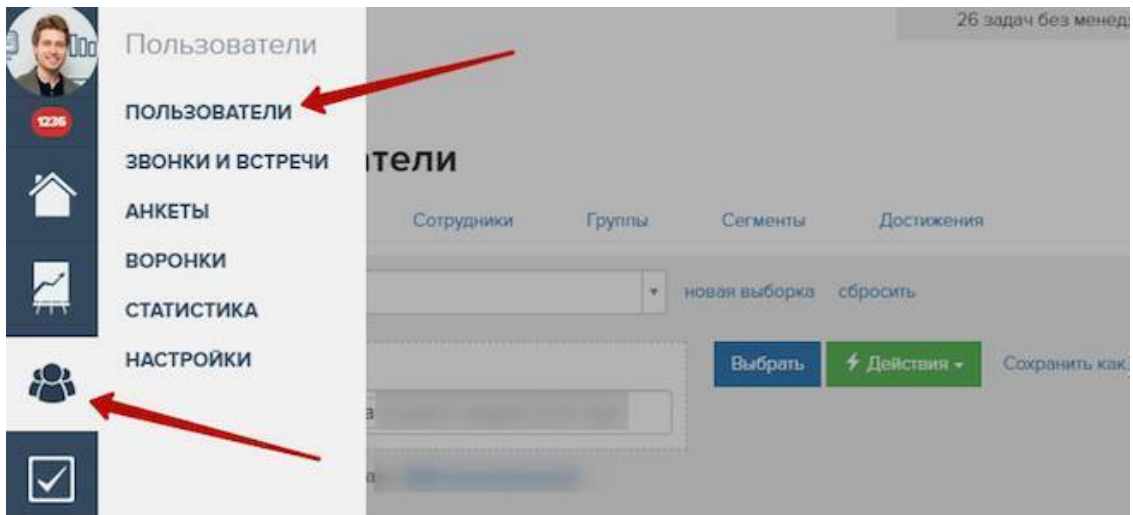 26 задач без менед
Пользователи
1236
ПОЛЬЗОВАТЕЛИ
ЗВОНКИ И ВСТРЕЧИ
тели
АНКЕТЫ
Сотрудники
Группы
Сегменты
Достижения
ВОРОНКИ
новая выборка
сбросить
СТАТИСТИКА
НАСТРОЙКИ
Выбрать
Действия
Сохранить как
а